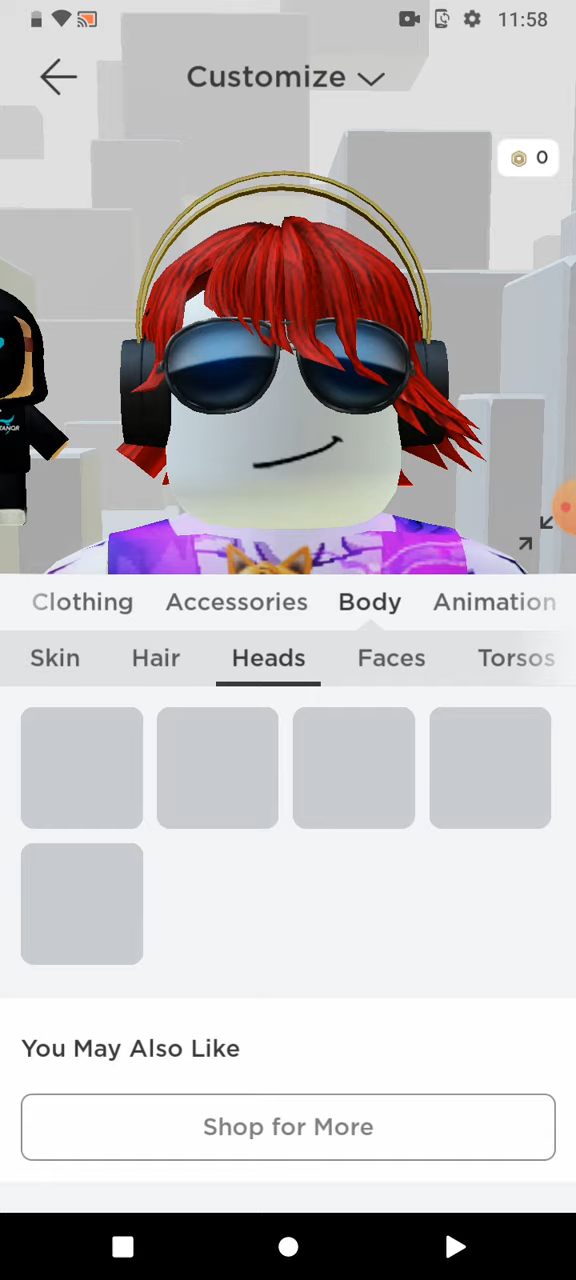 11:58
Customize
0
TANOR
Clothing Accessories Body Animation
Skin Hair Heads Faces Torsos
You May Also Like
Shop for More